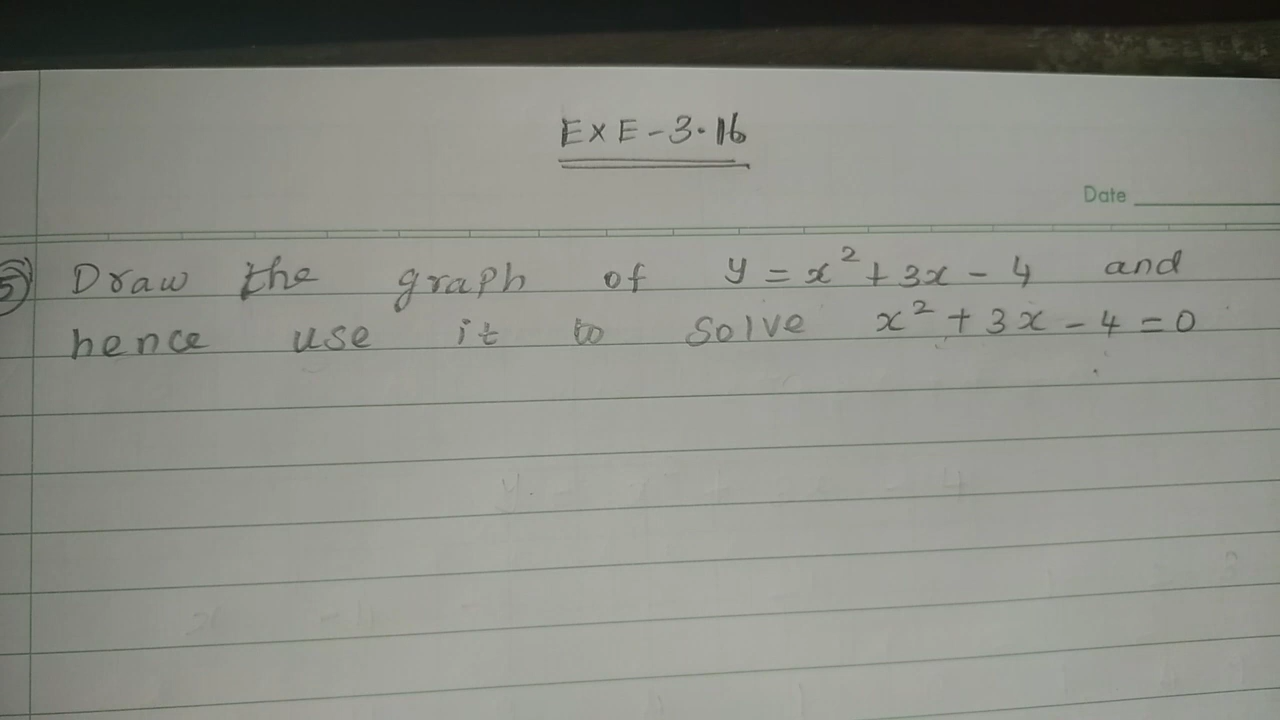 EXE-3.16
Date
5) Draw the graph of y = x² + 3x - 4 and
hence use it to solve x² + 3x - 4 = 0